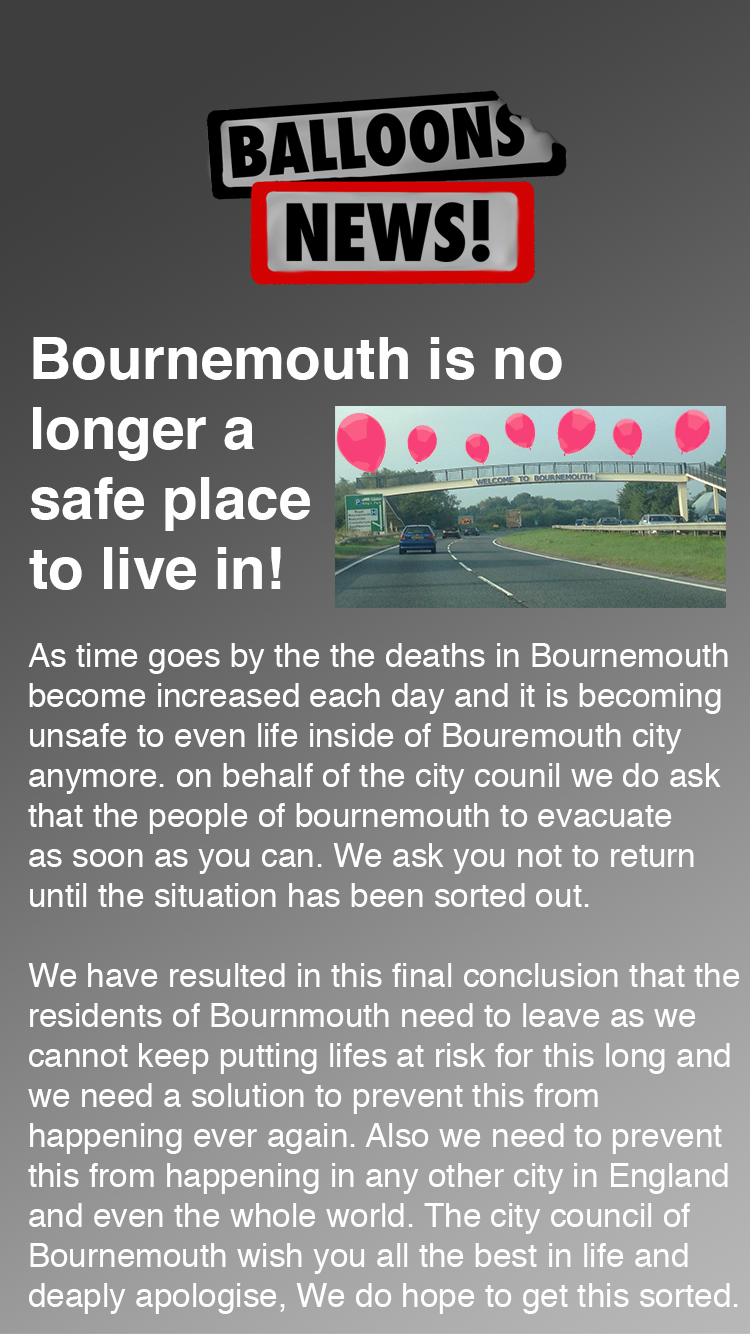 BALLOONS
NEWS!
Bournemouth is no
longer a
safe place
to live in!
WELCOME TO BOURNEMOUTH
As time goes by the the deaths in Bournemouth
become increased each day and it is becoming
unsafe to even life inside of Bouremouth city
anymore. on behalf of the city counil we do ask
that the people of bournemouth to evacuate
as soon as you can. We ask you not to return
until the situation has been sorted out.
We have resulted in this final conclusion that the
residents of Bournmouth need to leave as we
cannot keep putting lifes at risk for this long and
we need a solution to prevent this from
happening ever again. Also we need to prevent
this from happening in any other city in England
and even the whole world. The city council of
Bournemouth wish you all the best in life and
deaply apologise, We do hope to get this sorted.